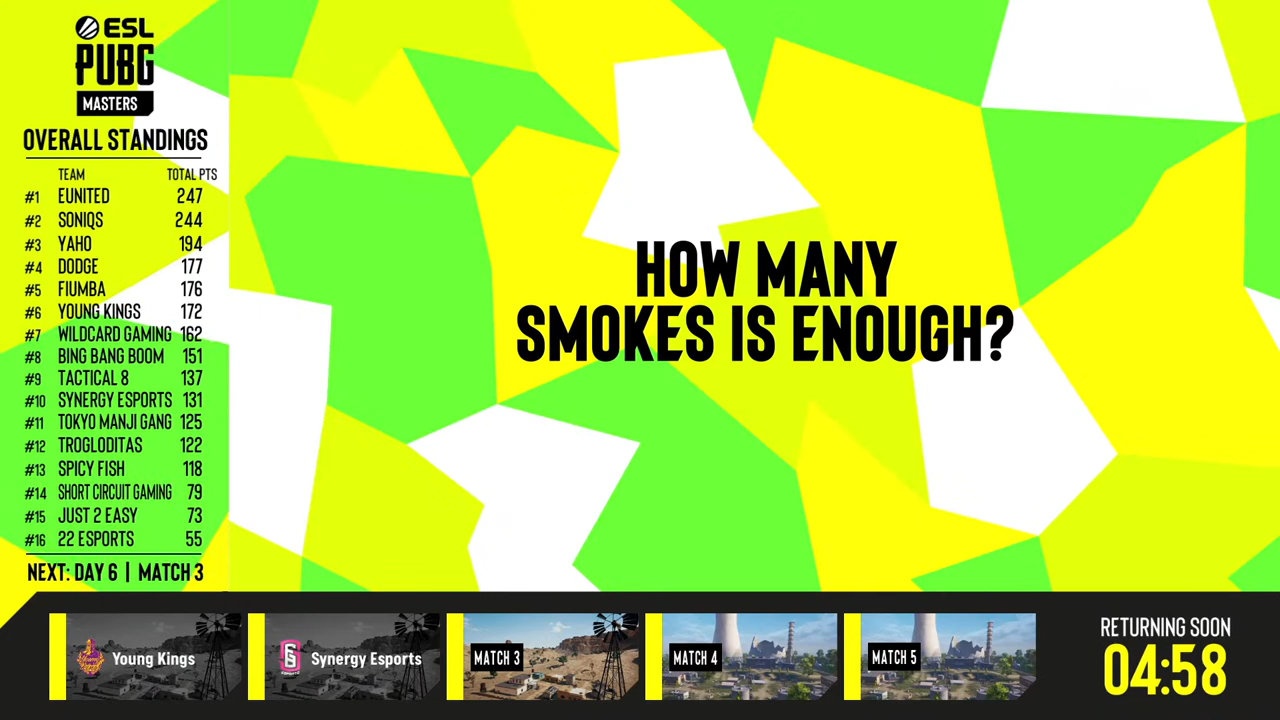 ESL
PUBG
MASTERS
OVERALL STANDINGS
TEAM TOTAL PTS
#1 EUNITED 247
#2 SONIQS 244
#3 YAHO 194
#4 DODGE 177
#5 FIUMBA 176
#6 YOUNG KINGS 172
#7 WILDCARD GAMING 162
#8 BING BANG BOOM 151
#9 TACTICAL 8 137
#10 SYNERGY ESPORTS 131
#11 TOKYO MANJI GANG 125
#12 TROGLODITAS 122
#13 SPICY FISH 118
#14 SHORT CIRCUIT GAMING 79
#15 JUST 2 EASY 73
#16 22 ESPORTS 55
NEXT: DAY 6 | MATCH 3
HOW MANY
SMOKES IS ENOUGH?
Young Kings
Synergy Esports
MATCH 3
MATCH 4
MATCH 5
RETURNING SOON
04:58